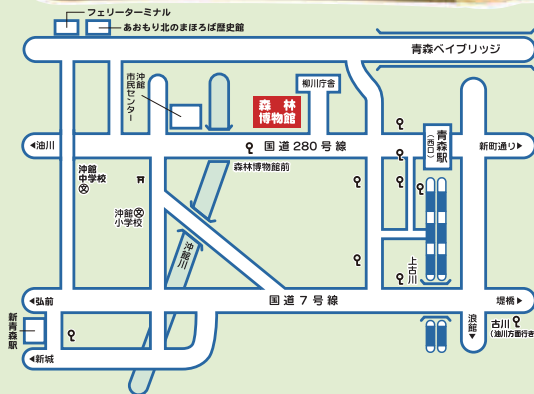 フェリーターミナル
あおもり北のまほろば歴史館
青森ベイブリッジ
沖館
市民センター
柳川庁舎
森林
博物館
青森駅
(西口)
◀油川
国道280号線
新町通り▶
森林博物館前
沖館
中学校
文
沖館文
小学校
沖館川
上古川
◀弘前
国道7号線
堤橋▶
新青森駅
浪館▼
古川
(油川方面行き
◀新城